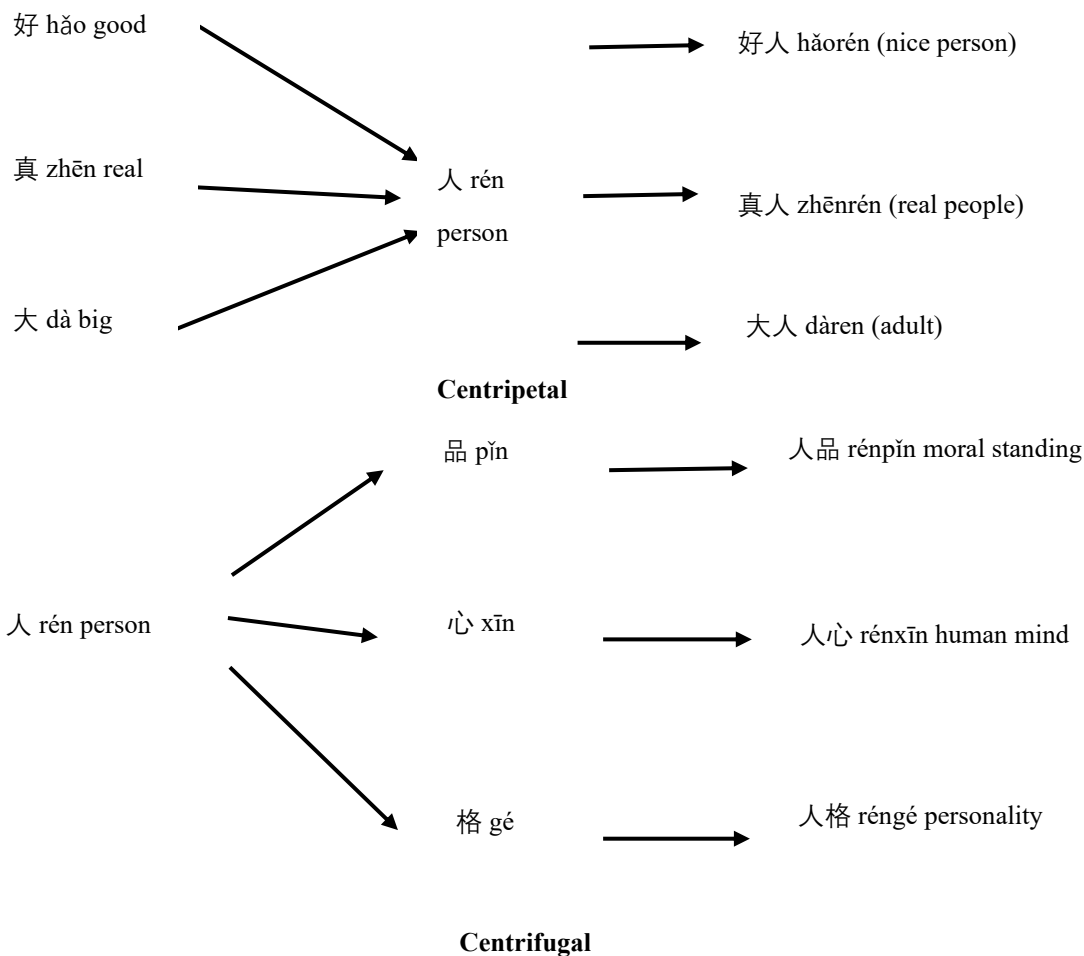 好 hǎo good
好人 hǎorén (nice person)
真 zhēn real
人 rén
person
真人 zhēnrén (real people)
大 dà big
大人 dàren (adult)
Centripetal
品 pǐn
人品 rénpǐn moral standing
人 rén person
心 xīn
人心 rénxīn human mind
格 gé
人格 réngé personality
Centrifugal